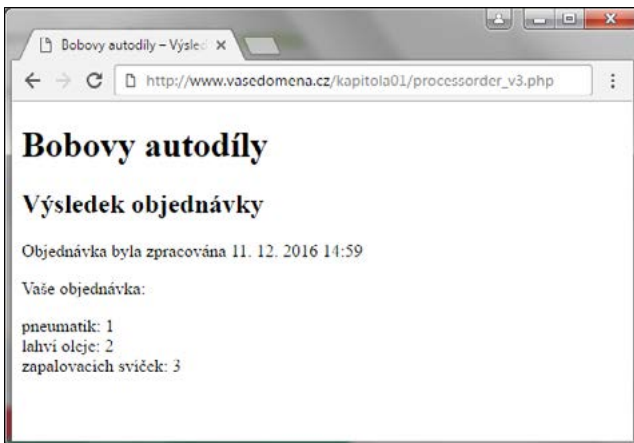 Bobovy autodíly – Výsled
http://www.vasedomena.cz/kapitola01/processorder_v3.php
Bobovy autodíly
Výsledek objednávky
Objednávka byla zpracována 11. 12. 2016 14:59
Vaše objednávka:
pneumatik: 1
lahví oleje: 2
zapalovacích svíček: 3